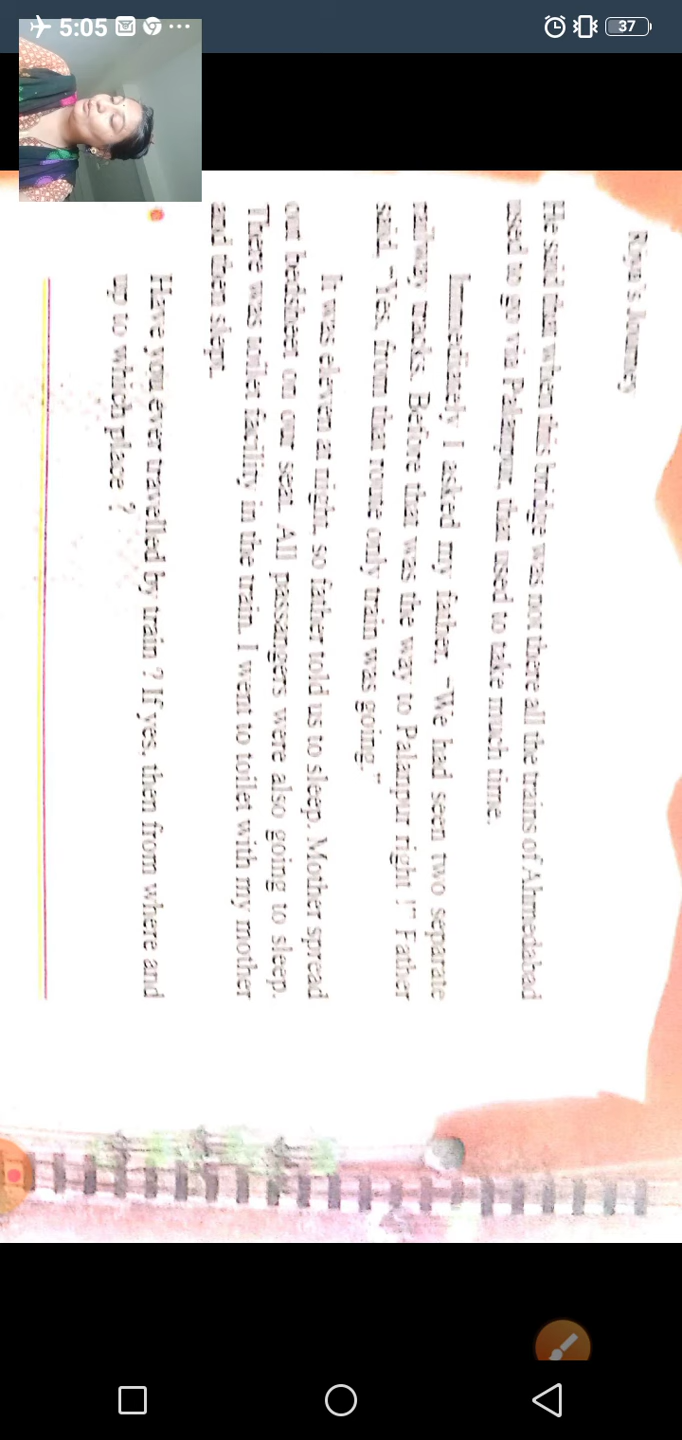 5:05
37
Journey
He said that when this bridge was not there all the trains of Ahmedabad
used to go via Palanpur, that used to take much time.
Immediately I asked my father, "We had seen two separate
railway tracks. Before that was the way to Palanpur right !" Father
said, "Yes, from that route only train was going."
It was eleven at night, so father told us to sleep. Mother spread
our bedsheet on our seat. All passangers were also going to sleep.
There was toilet facility in the train. I went to toilet with my mother
and then slept.
Have you ever travelled by train ? If yes, then from where and
up to which place ?